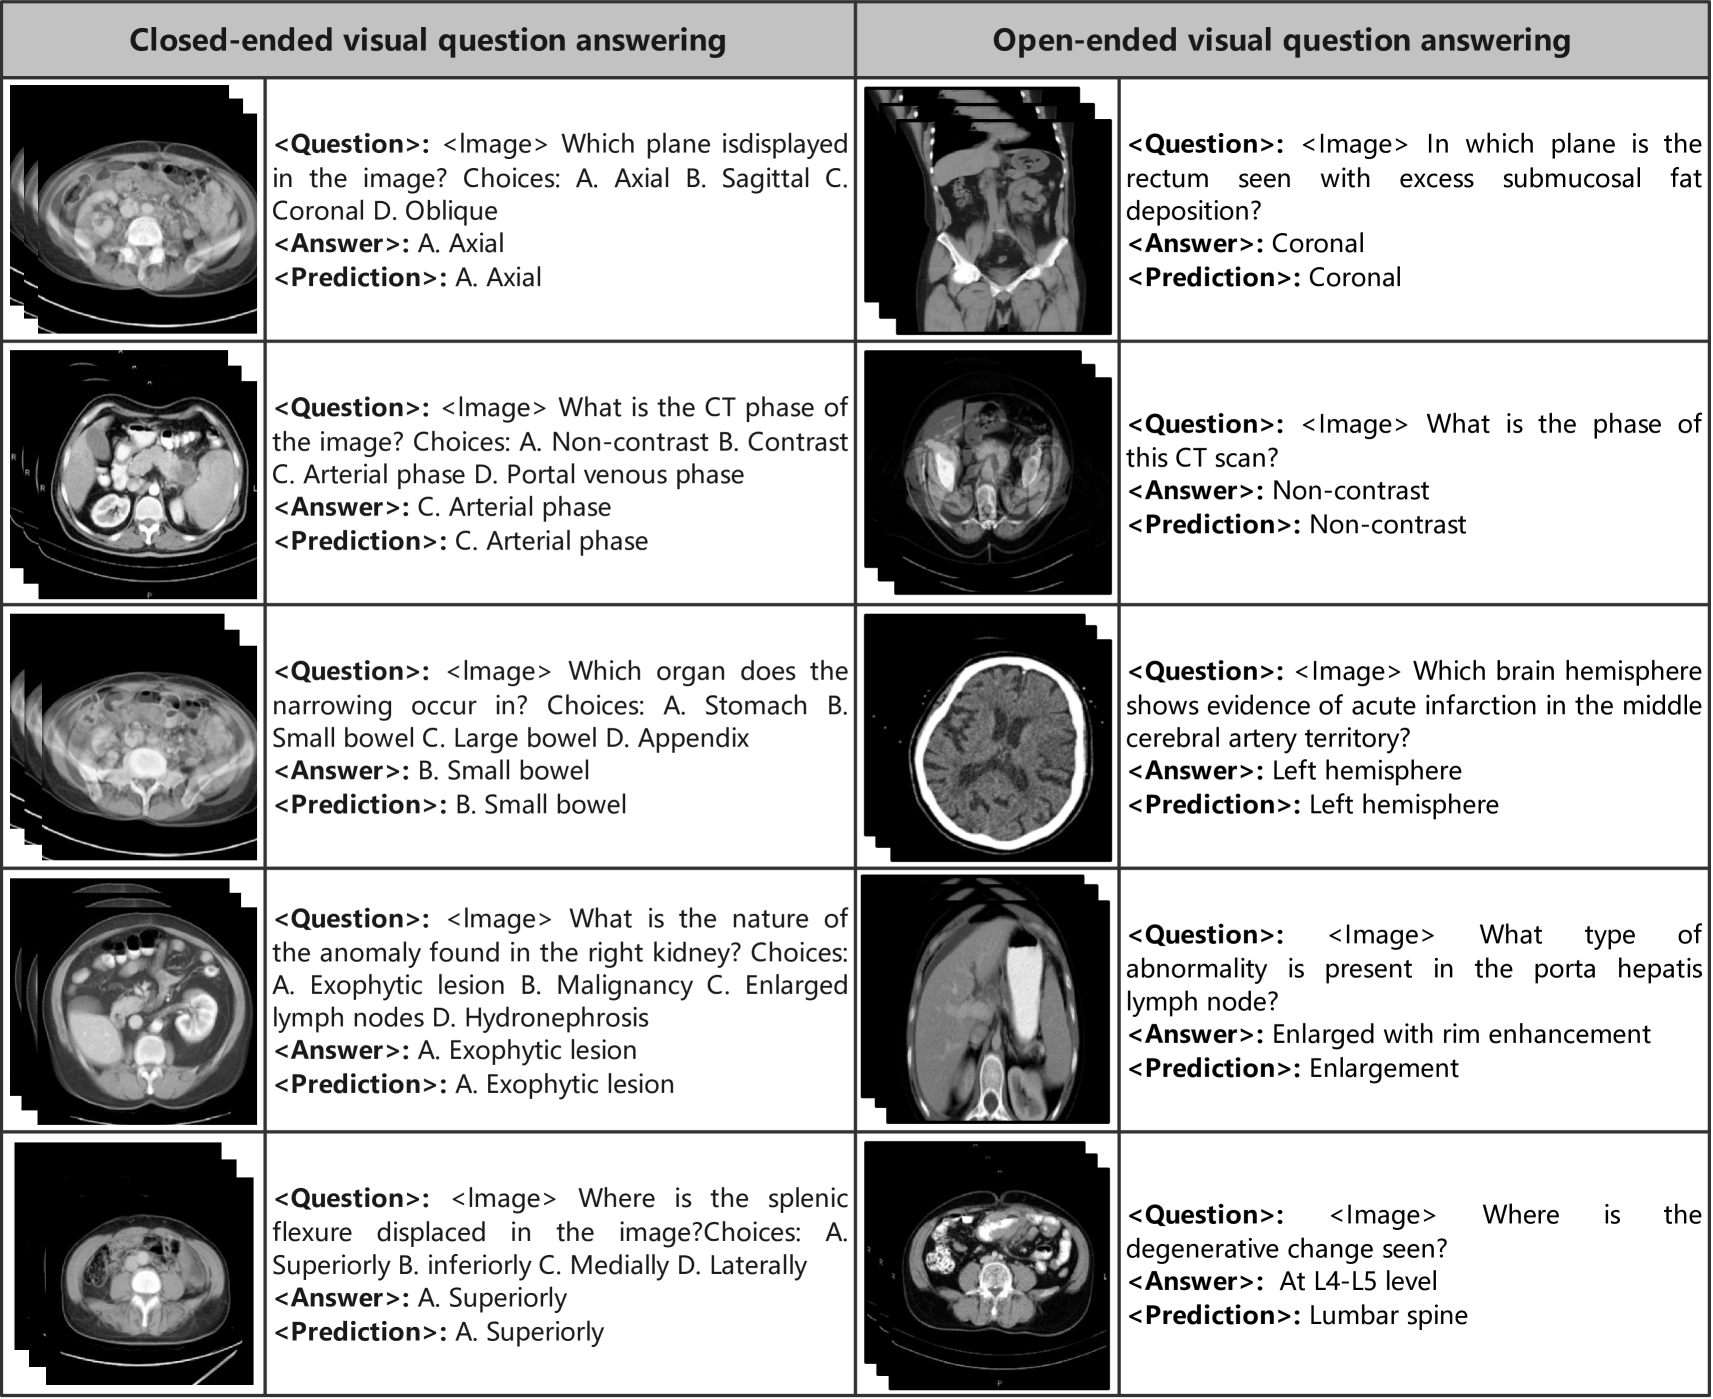 Closed-ended visual question answering
Open-ended visual question answering
<Question>: <Image> Which plane isdisplayed
in the image? Choices: A. Axial B. Sagittal C.
Coronal D. Oblique
<Answer>: A. Axial
<Prediction>: A. Axial
<Question>: <Image> In which plane is the
rectum seen with excess submucosal fat
deposition?
<Answer>: Coronal
<Prediction>: Coronal
<Question>: <Image> What is the CT phase of
the image? Choices: A. Non-contrast B. Contrast
C. Arterial phase D. Portal venous phase
<Answer>: C. Arterial phase
<Prediction>: C. Arterial phase
<Question>: <Image> What is the phase of
this CT scan?
<Answer>: Non-contrast
<Prediction>: Non-contrast
<Question>: <Image> Which organ does the
narrowing occur in? Choices: A. Stomach B.
Small bowel C. Large bowel D. Appendix
<Answer>: B. Small bowel
<Prediction>: B. Small bowel
<Question>: <Image> Which brain hemisphere
shows evidence of acute infarction in the middle
cerebral artery territory?
<Answer>: Left hemisphere
<Prediction>: Left hemisphere
<Question>: <Image> What is the nature of
the anomaly found in the right kidney? Choices:
A. Exophytic lesion B. Malignancy C. Enlarged
lymph nodes D. Hydronephrosis
<Answer>: A. Exophytic lesion
<Prediction>: A. Exophytic lesion
<Question>: <Image> What type of
abnormality is present in the porta hepatis
lymph node?
<Answer>: Enlarged with rim enhancement
<Prediction>: Enlargement
<Question>: <Image> Where is the splenic
flexure displaced in the image?Choices: A.
Superiorly B. inferiorly C. Medially D. Laterally
<Answer>: A. Superiorly
<Prediction>: A. Superiorly
<Question>: <Image> Where is the
degenerative change seen?
<Answer>: At L4-L5 level
<Prediction>: Lumbar spine